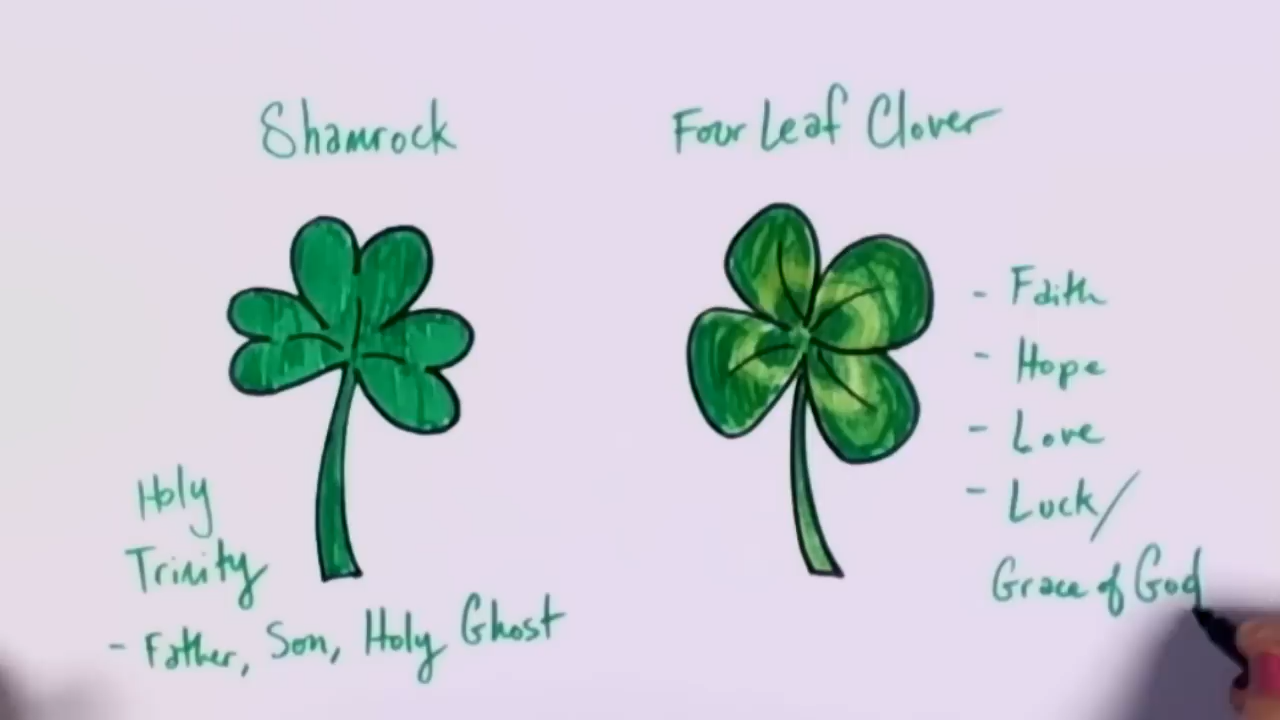 Shamrock
Four Leaf Clover
- Faith
- Hope
- Love
- Luck/
Grace of God
Holy
Trinity
- Father, Son, Holy Ghost